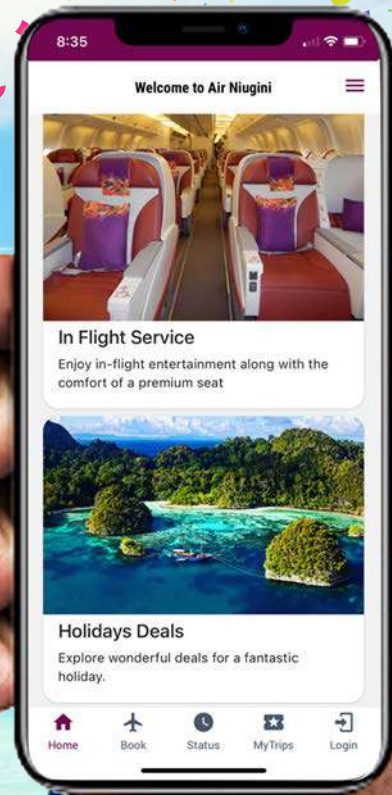 8:35
Welcome to Air Niugini
In Flight Service
Enjoy in-flight entertainment along with the
comfort of a premium seat
Holidays Deals
Explore wonderful deals for a fantastic
holiday.
Home Book Status MyTrips Login